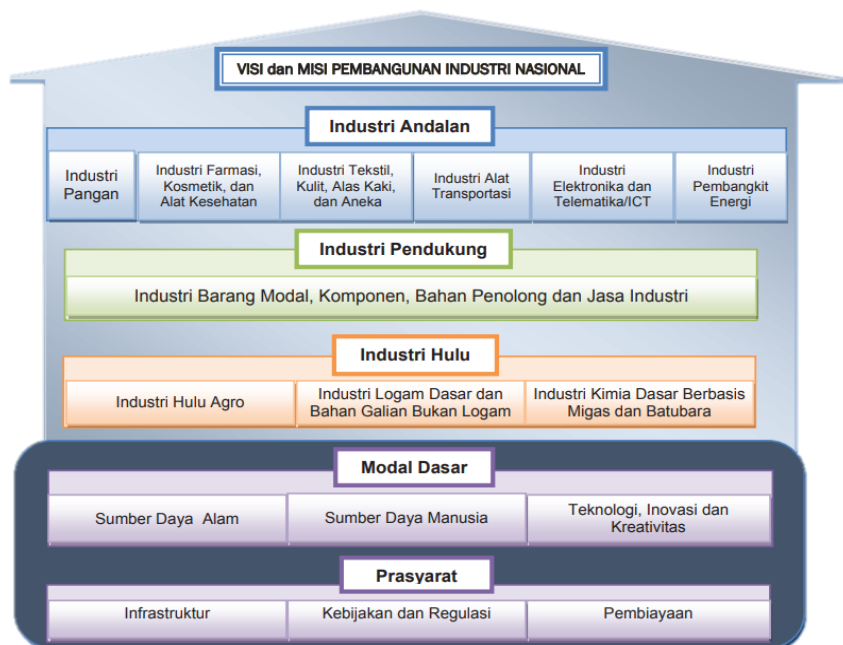 VISI dan MISI PEMBANGUNAN INDUSTRI NASIONAL
Industri Andalan
Industri
Pangan
Industri Farmasi,
Kosmetik, dan
Alat Kesehatan
Industri Tekstil,
Kulit, Alas Kaki,
dan Aneka
Industri Alat
Transportasi
Industri
Elektronika dan
Telematika/ICT
Industri
Pembangkit
Energi
Industri Pendukung
Industri Barang Modal, Komponen, Bahan Penolong dan Jasa Industri
Industri Hulu
Industri Hulu Agro
Industri Logam Dasar dan
Bahan Galian Bukan Logam
Industri Kimia Dasar Berbasis
Migas dan Batubara
Modal Dasar
Sumber Daya Alam
Sumber Daya Manusia
Teknologi, Inovasi dan
Kreativitas
Prasyarat
Infrastruktur
Kebijakan dan Regulasi
Pembiayaan